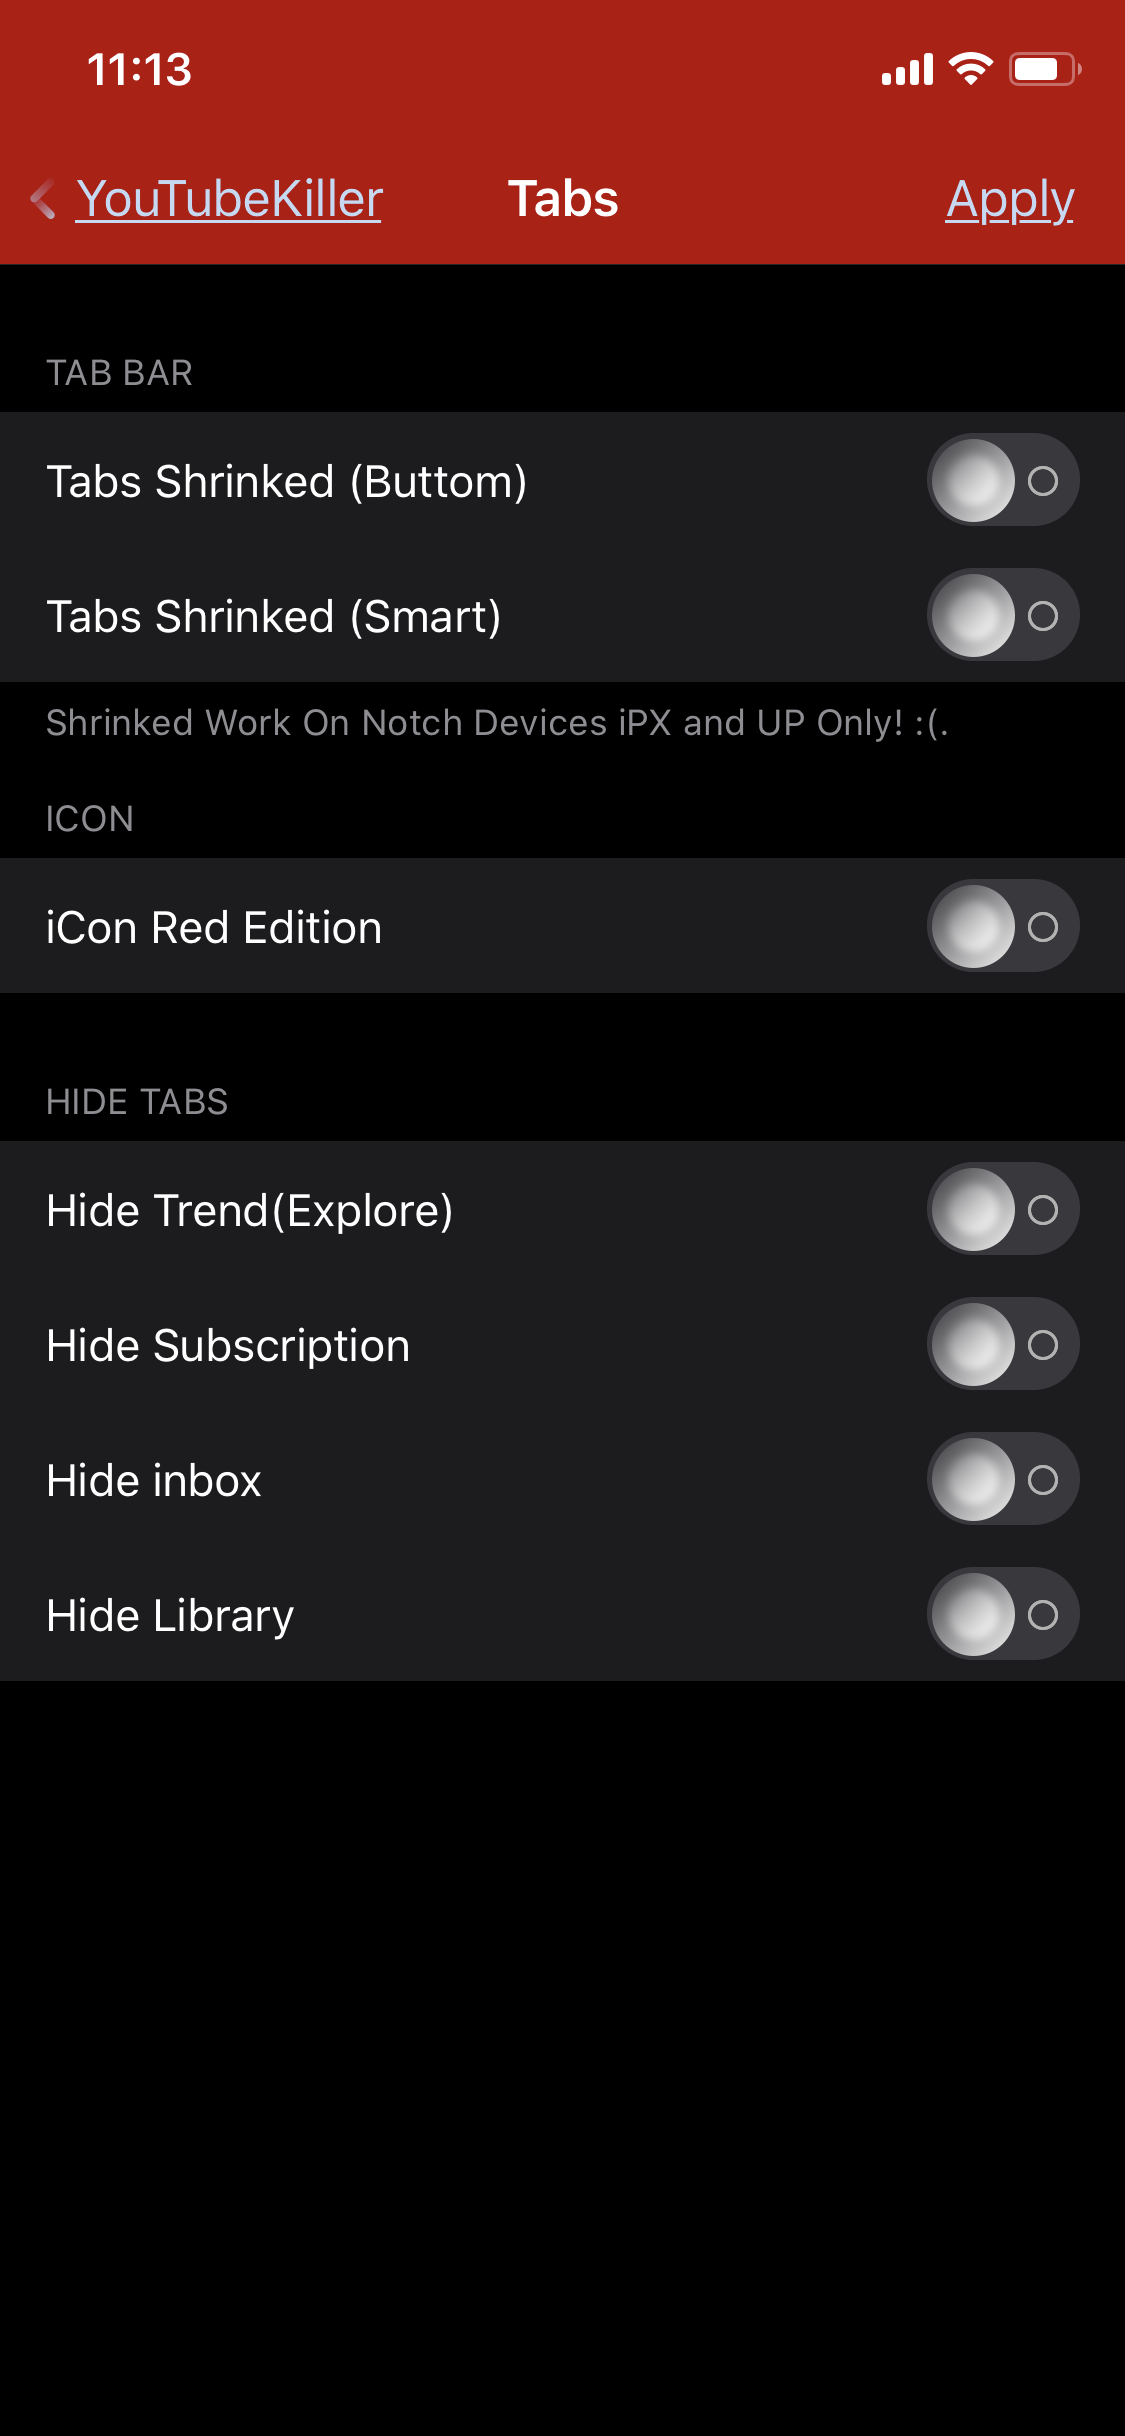 11:13
YouTubeKiller
Tabs
Apply
TAB BAR
Tabs Shrinked (Buttom)
Tabs Shrinked (Smart)
Shrinked Work On Notch Devices iPX and UP Only! :(.
ICON
iCon Red Edition
HIDE TABS
Hide Trend(Explore)
Hide Subscription
Hide inbox
Hide Library